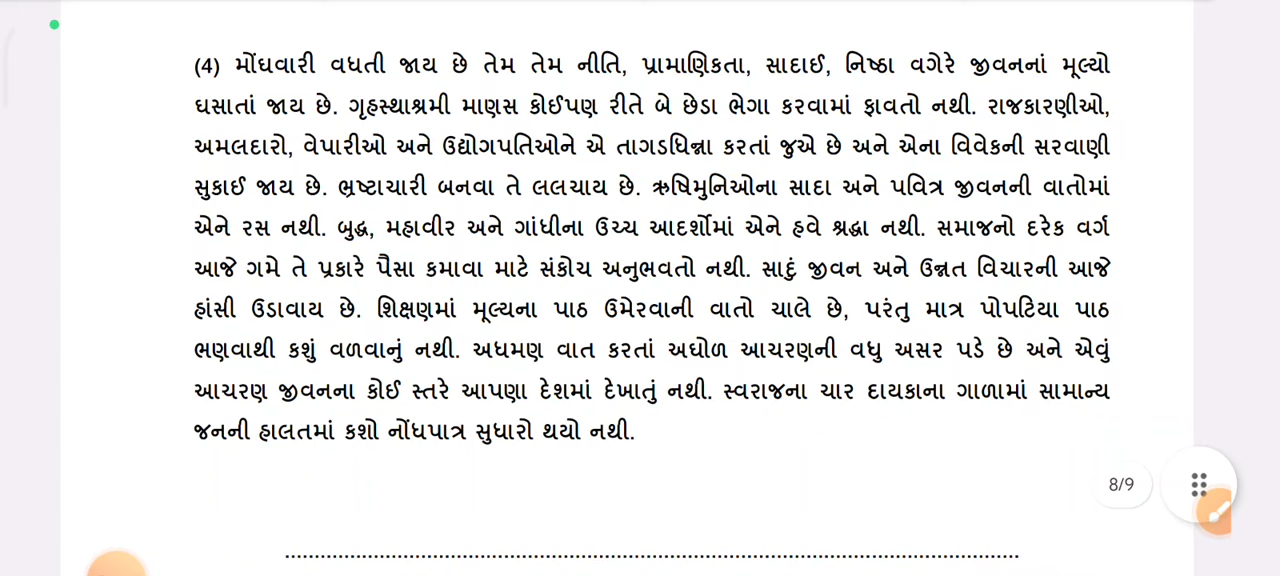 (4) મોંઘવારી વધતી જાય છે તેમ તેમ નીતિ, પ્રામાણિકતા, સાદાઈ, નિષ્ઠા વગેરે જીવનનાં મૂલ્યો
ઘસાતાં જાય છે. ગૃહસ્થાશ્રમી માણસ કોઈપણ રીતે બે છેડા ભેગા કરવામાં ફાવતો નથી. રાજકારણીઓ,
અમલદારો, વેપારીઓ અને ઉદ્યોગપતિઓને એ તાગડધિન્ના કરતાં જુએ છે અને એના વિવેકની સરવાણી
સુકાઈ જાય છે. ભ્રષ્ટાચારી બનવા તે લલચાય છે. ઋષિમુનિઓના સાદા અને પવિત્ર જીવનની વાતોમાં
એને રસ નથી. બુદ્ધ, મહાવીર અને ગાંધીના ઉચ્ચ આદર્શોમાં એને હવે શ્રદ્ધા નથી. સમાજનો દરેક વર્ગ
આજે ગમે તે પ્રકારે પૈસા કમાવા માટે સંકોચ અનુભવતો નથી. સાદું જીવન અને ઉન્નત વિચારની આજે
હાંસી ઉડાવાય છે. શિક્ષણમાં મૂલ્યના પાઠ ઉમેરવાની વાતો ચાલે છે, પરંતુ માત્ર પોપટિયા પાઠ
ભણવાથી કશું વળવાનું નથી. અધમણ વાત કરતાં અધોળ આચરણની વધુ અસર પડે છે અને એવું
આચરણ જીવનના કોઈ સ્તરે આપણા દેશમાં દેખાતું નથી. સ્વરાજના ચાર દાયકાના ગાળામાં સામાન્ય
જનની હાલતમાં કશો નોંધપાત્ર સુધારો થયો નથી.
8/9